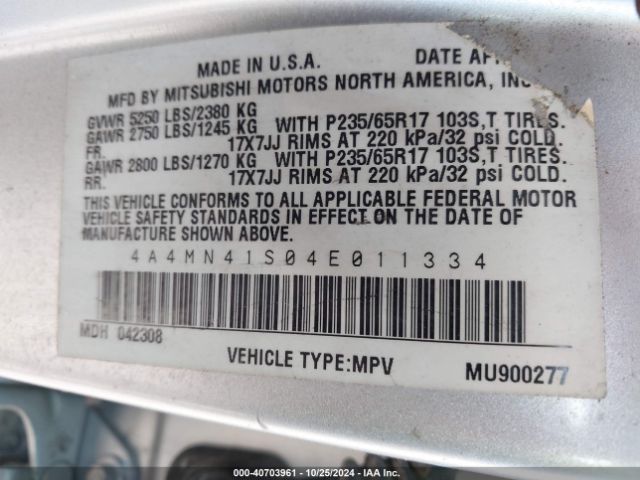 MADE IN U.S.A. DATE APR
MFD BY MITSUBISHI MOTORS NORTH AMERICA, INC
GVWR 5250 LBS/2380 KG
GAWR 2750 LBS/1245 KG WITH P235/65R17 103S,T TIRES.
FR. 17X7JJ RIMS AT 220 kPa/32 psi COLD.
GAWR 2800 LBS/1270 KG WITH P235/65R17 103S,T TIRES.
RR. 17X7JJ RIMS AT 220 kPa/32 psi COLD.
THIS VEHICLE CONFORMS TO ALL APPLICABLE FEDERAL MOTOR
VEHICLE SAFETY STANDARDS IN EFFECT ON THE DATE OF
MANUFACTURE SHOWN ABOVE.
4A4MN41S04E011334
MDH 042308
VEHICLE TYPE:MPV MU900277
000-40703961 - 10/25/2024 - IAA Inc.